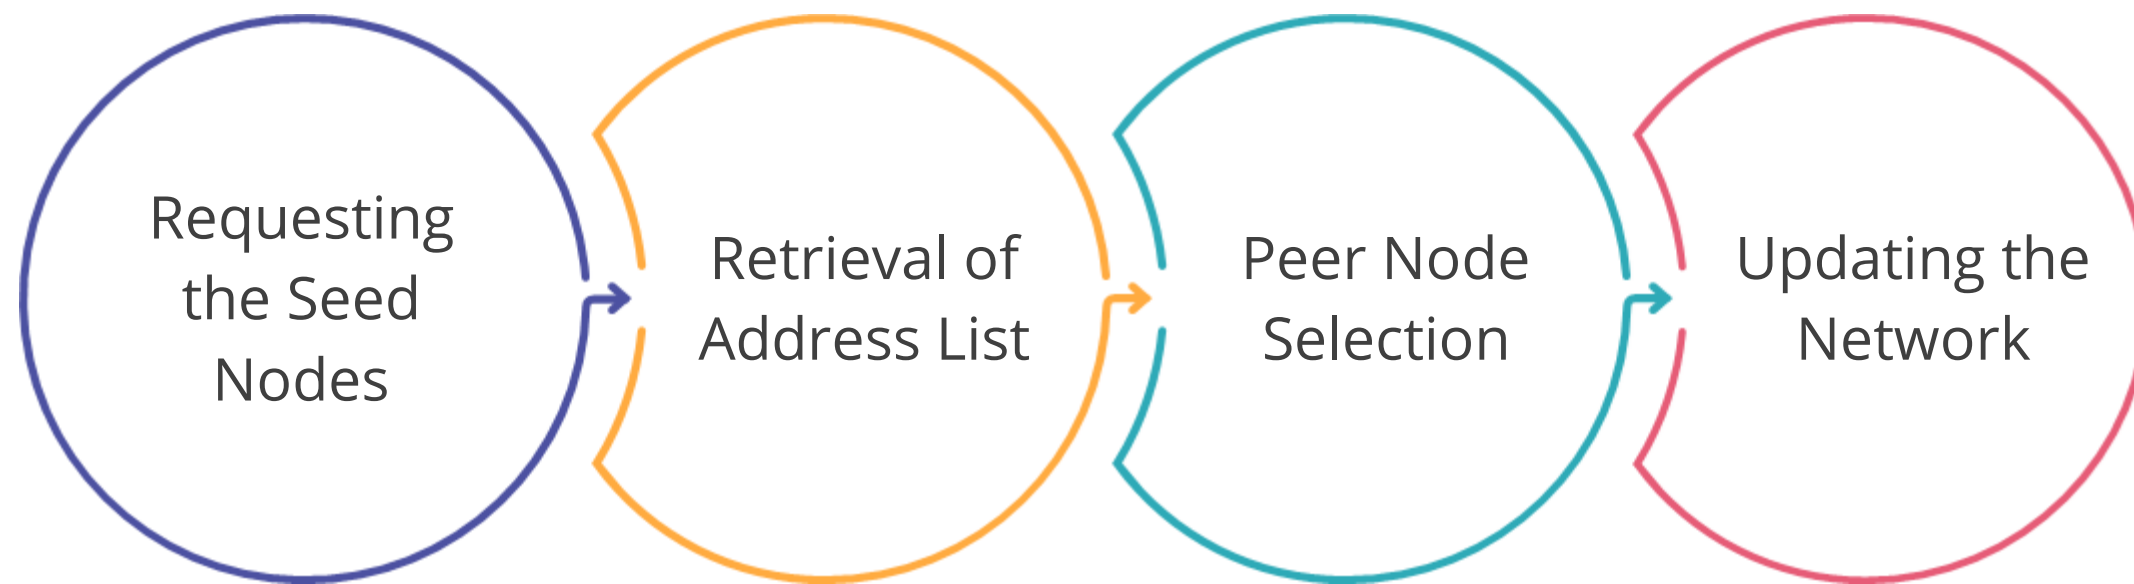 Requesting
the Seed
Nodes
Retrieval of
Address List
Peer Node
Selection
Updating the
Network